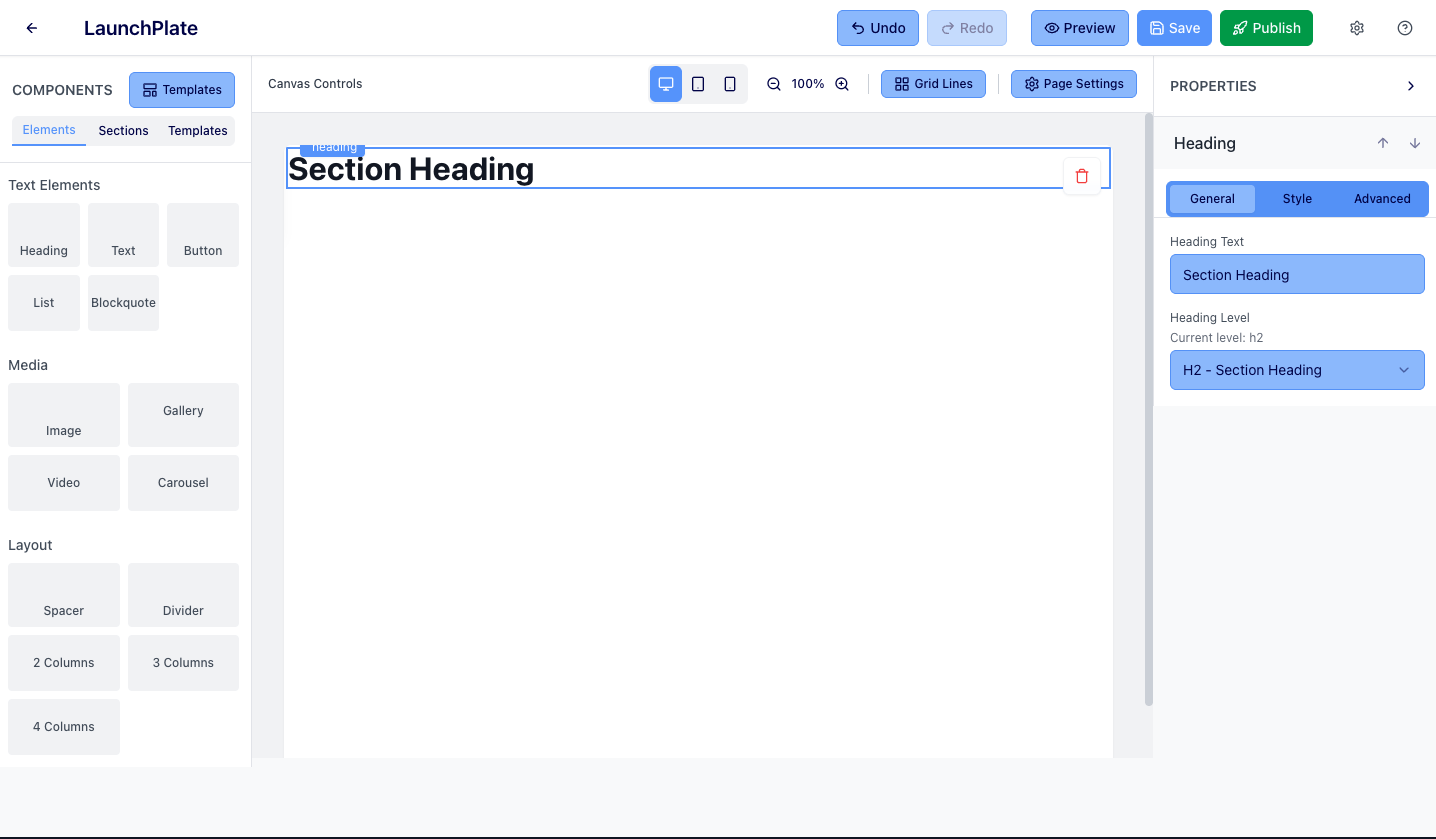 LaunchPlate
Undo
Redo
Preview
Save
Publish
COMPONENTS
Templates
Elements
Sections
Templates
Text Elements
Heading
Text
Button
List
Blockquote
Media
Image
Gallery
Video
Carousel
Layout
Spacer
Divider
2 Columns
3 Columns
4 Columns
Canvas Controls
100%
Grid Lines
Page Settings
heading
Section Heading
PROPERTIES
Heading
General
Style
Advanced
Heading Text
Section Heading
Heading Level
Current level: h2
H2 - Section Heading